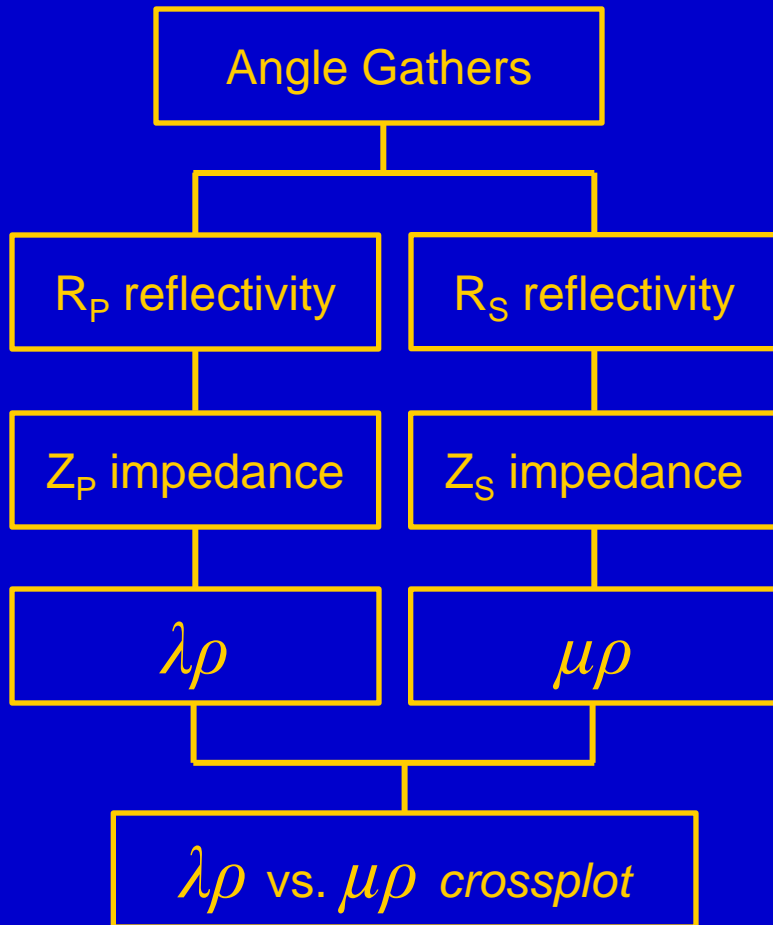 Angle Gathers
R_P reflectivity
R_S reflectivity
Z_P impedance
Z_S impedance
λρ
μρ
λρ vs. μρ crossplot